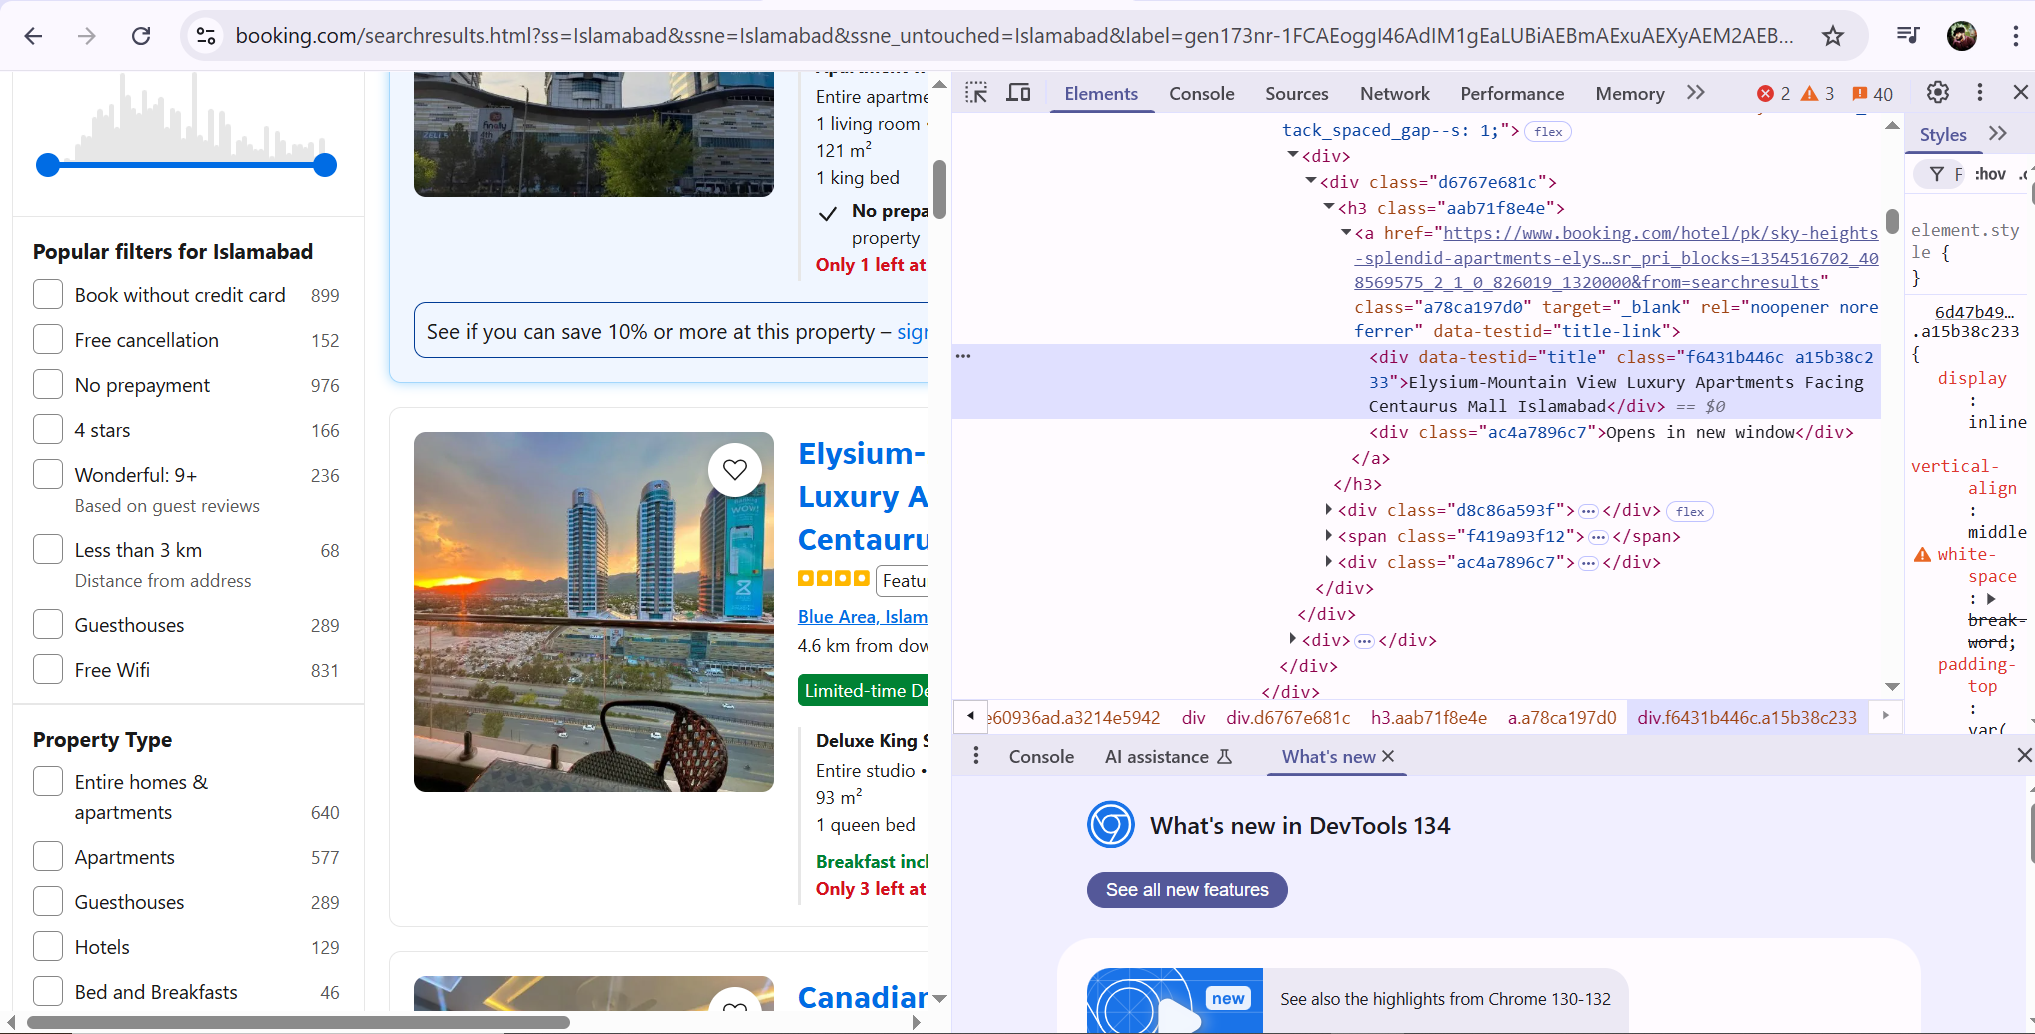 booking.com/searchresults.html?ss=Islamabad&ssne=Islamabad&ssne_untouched=Islamabad&label=gen173nr-1FCAEoggI46AdIM1gEaLUBiAEBmAExuAEXyAEM2AEB...
Popular filters for Islamabad
Book without credit card 899
Free cancellation 152
No prepayment 976
4 stars 166
Wonderful: 9+ 236
Based on guest reviews
Less than 3 km 68
Distance from address
Guesthouses 289
Free Wifi 831
Property Type
Entire homes &
apartments 640
Apartments 577
Guesthouses 289
Hotels 129
Bed and Breakfasts 46
Entire apartme
1 living room
121 m²
1 king bed
No prepa
property
Only 1 left at
See if you can save 10% or more at this property – sigr
Elysium-
Luxury A
Centauru
Featu
Blue Area, Islam
4.6 km from dow
Limited-time De
Deluxe King S
Entire studio •
93 m²
1 queen bed
Breakfast incl
Only 3 left at
Canadian
Elements Console Sources Network Performance Memory 2 3 40
tack_spaced_gap--s: 1;"> flex
<div>
<div class="d6767e681c">
<h3 class="aab71f8e4e">
<a href="https://www.booking.com/hotel/pk/sky-heights
-splendid-apartments-elys…sr_pri_blocks=1354516702_40
8569575_2_1_0_826019_1320000&from=searchresults"
class="a78ca197d0" target="_blank" rel="noopener nore
ferrer" data-testid="title-link">
<div data-testid="title" class="f6431b446c a15b38c2
33">Elysium-Mountain View Luxury Apartments Facing
Centaurus Mall Islamabad</div> == $0
<div class="ac4a7896c7">Opens in new window</div>
</a>
</h3>
<div class="d8c86a593f">…</div> flex
<span class="f419a93f12">…</span>
<div class="ac4a7896c7">…</div>
</div>
</div>
<div>…</div>
</div>
</div>
e60936ad.a3214e5942 div div.d6767e681c h3.aab71f8e4e a.a78ca197d0 div.f6431b446c.a15b38c233
Styles
F :hov .c
element.sty
le {
}
6d47b49…
.a15b38c233
{
display
:
inline
vertical-
align
:
middle
white-
space
:
break-
word;
padding-
top
:
var(
Console AI assistance What's new
What's new in DevTools 134
See all new features
new
See also the highlights from Chrome 130-132